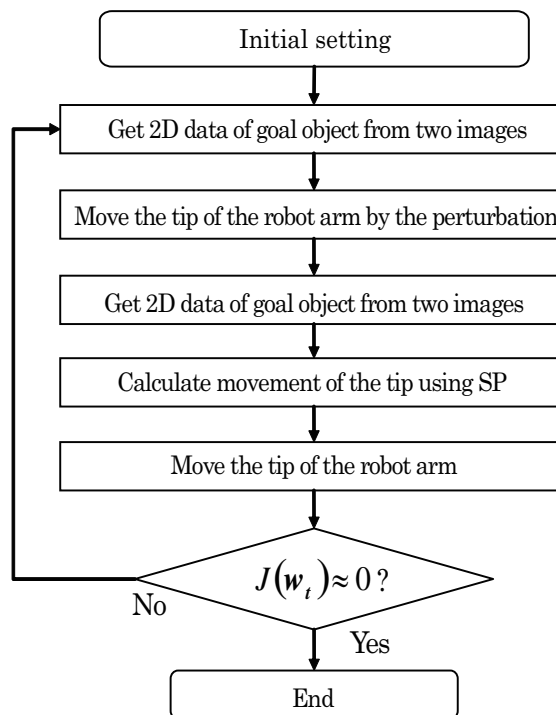 Initial setting
Get 2D data of goal object from two images
Move the tip of the robot arm by the perturbation
Get 2D data of goal object from two images
Calculate movement of the tip using SP
Move the tip of the robot arm
J(w_t)≈0 ?
No
Yes
End